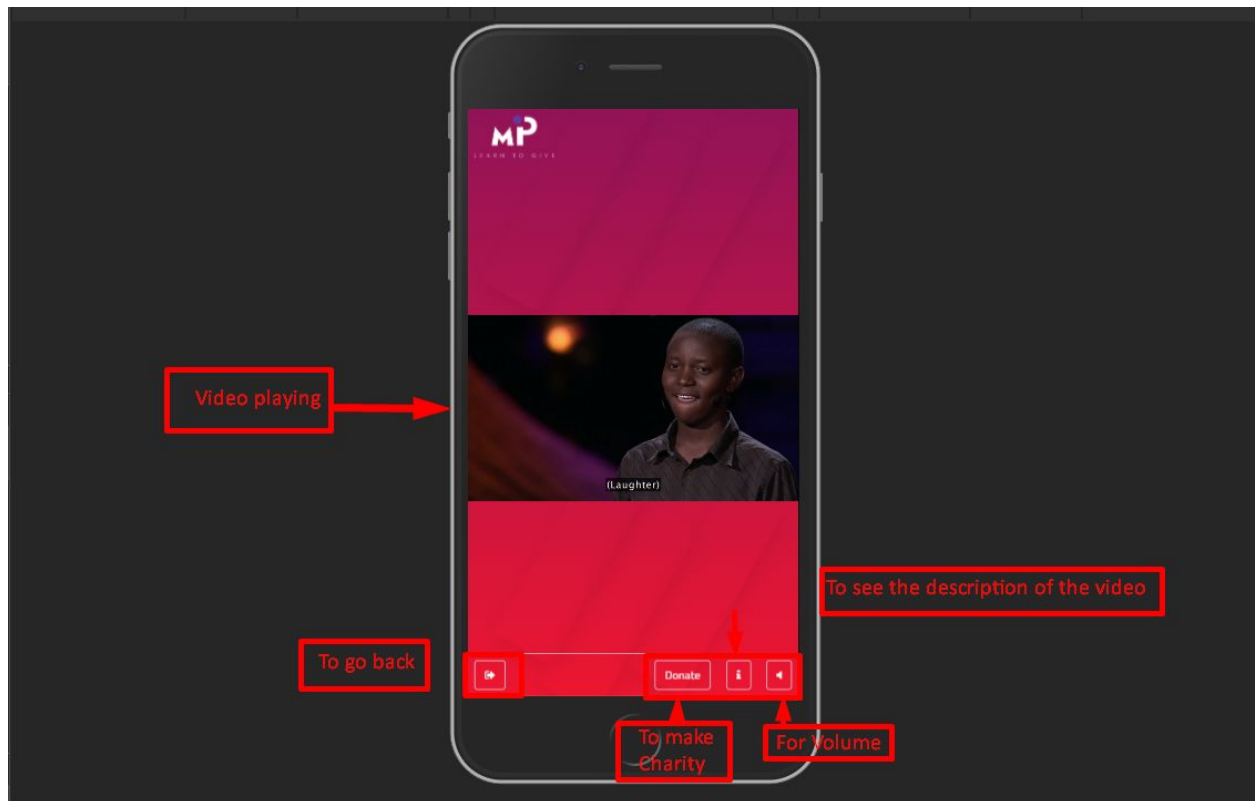 MP
LEARN TO GIVE
Video playing
(Laughter)
To see the description of the video
To go back
Donate
i
To make
Charity
For Volume